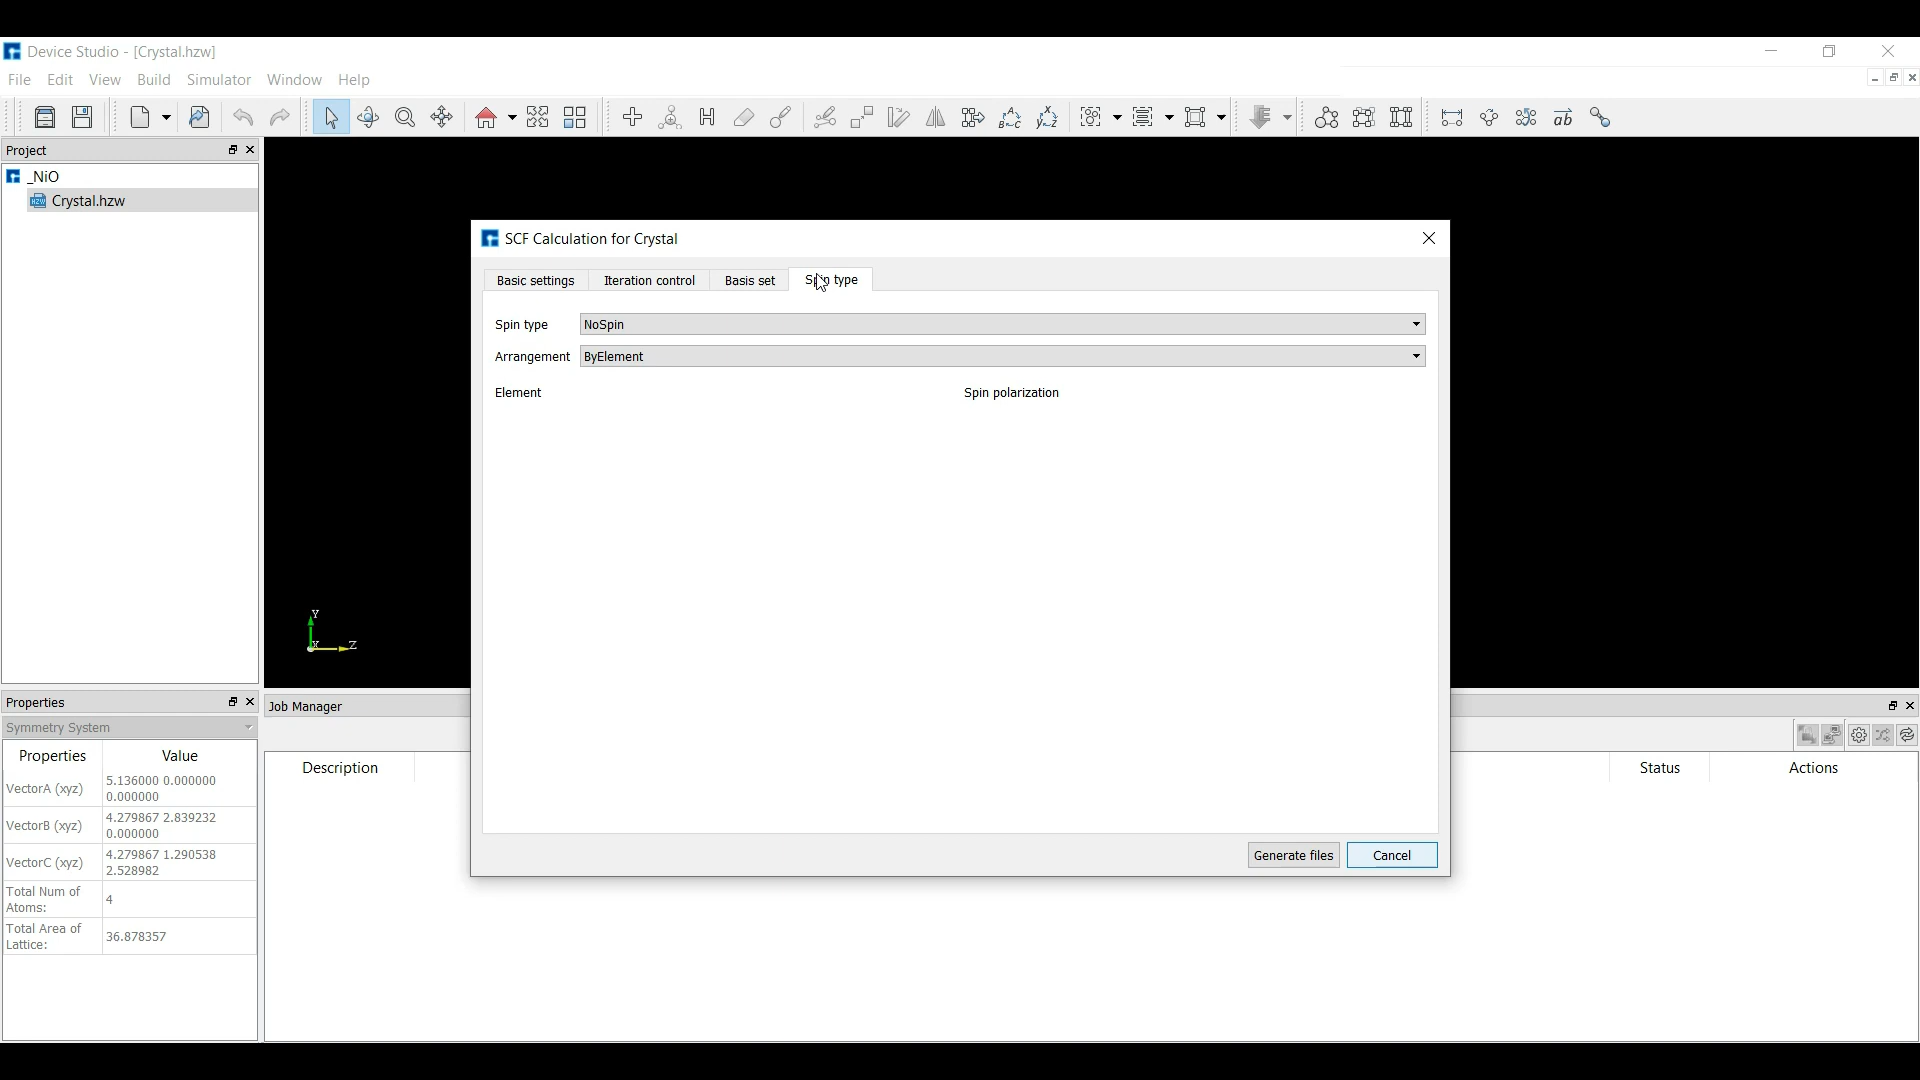 Device Studio - [Crystal.hzw]
File Edit View Build Simulator Window Help
Project
_NiO
Crystal.hzw
SCF Calculation for Crystal
Basic settings Iteration control Basis set Spin type
Spin type NoSpin
Arrangement ByElement
Element Spin polarization
Generate files Cancel
Y
X Z
Properties
Symmetry System
Properties Value
VectorA (xyz) 5.136000 0.000000
0.000000
VectorB (xyz) 4.279867 2.839232
0.000000
VectorC (xyz) 4.279867 1.290538
2.528982
Total Num of
Atoms: 4
Total Area of
Lattice: 36.878357
Job Manager
Description Status Actions